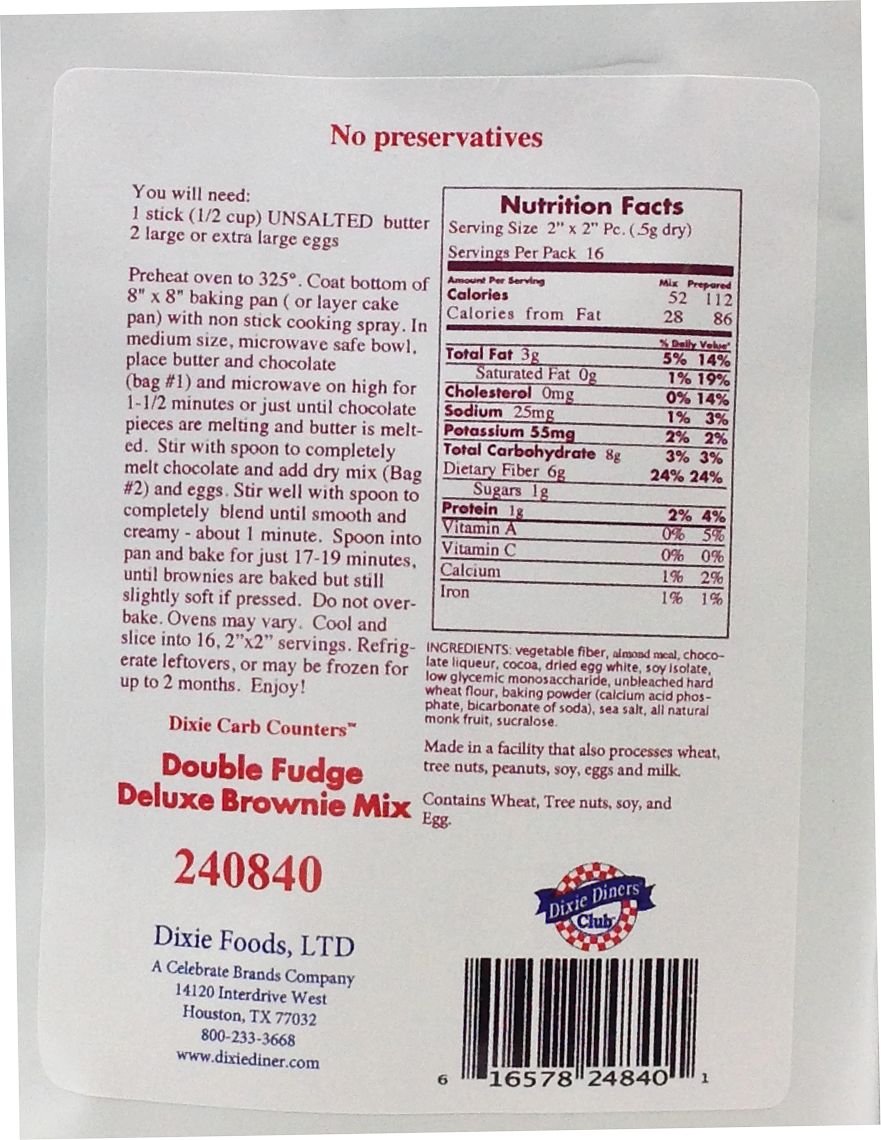 No preservatives
You will need:
1 stick (1/2 cup) UNSALTED butter
2 large or extra large eggs
Preheat oven to 325°. Coat bottom of
8" x 8" baking pan ( or layer cake
pan) with non stick cooking spray. In
medium size, microwave safe bowl,
place butter and chocolate
(bag #1) and microwave on high for
1-1/2 minutes or just until chocolate
pieces are melting and butter is melt-
ed. Stir with spoon to completely
melt chocolate and add dry mix (Bag
#2) and eggs. Stir well with spoon to
completely blend until smooth and
creamy - about 1 minute. Spoon into
pan and bake for just 17-19 minutes,
until brownies are baked but still
slightly soft if pressed. Do not over-
bake. Ovens may vary. Cool and
slice into 16, 2"x2" servings. Refrig-
erate leftovers, or may be frozen for
up to 2 months. Enjoy!
Dixie Carb Counters™
Double Fudge
Deluxe Brownie Mix
240840
Dixie Foods, LTD
A Celebrate Brands Company
14120 Interdrive West
Houston, TX 77032
800-233-3668
www.dixiediner.com
Nutrition Facts
Serving Size 2" x 2" Pc. (.5g dry)
Servings Per Pack 16
Amount Per Serving Mix Prepared
Calories 52 112
Calories from Fat 28 86
% Daily Value*
Total Fat 3g 5% 14%
Saturated Fat 0g 1% 19%
Cholesterol 0mg 0% 14%
Sodium 25mg 1% 3%
Potassium 55mg 2% 2%
Total Carbohydrate 8g 3% 3%
Dietary Fiber 6g 24% 24%
Sugars 1g
Protein 1g 2% 4%
Vitamin A 0% 5%
Vitamin C 0% 0%
Calcium 1% 2%
Iron 1% 1%
INGREDIENTS: vegetable fiber, almond meal, choco-
late liqueur, cocoa, dried egg white, soy isolate,
low glycemic monosaccharide, unbleached hard
wheat flour, baking powder (calcium acid phos-
phate, bicarbonate of soda), sea salt, all natural
monk fruit, sucralose.
Made in a facility that also processes wheat,
tree nuts, peanuts, soy, eggs and milk.
Contains Wheat, Tree nuts, soy, and
Egg.
Dixie Diners'
Club
6 16578 24840 1